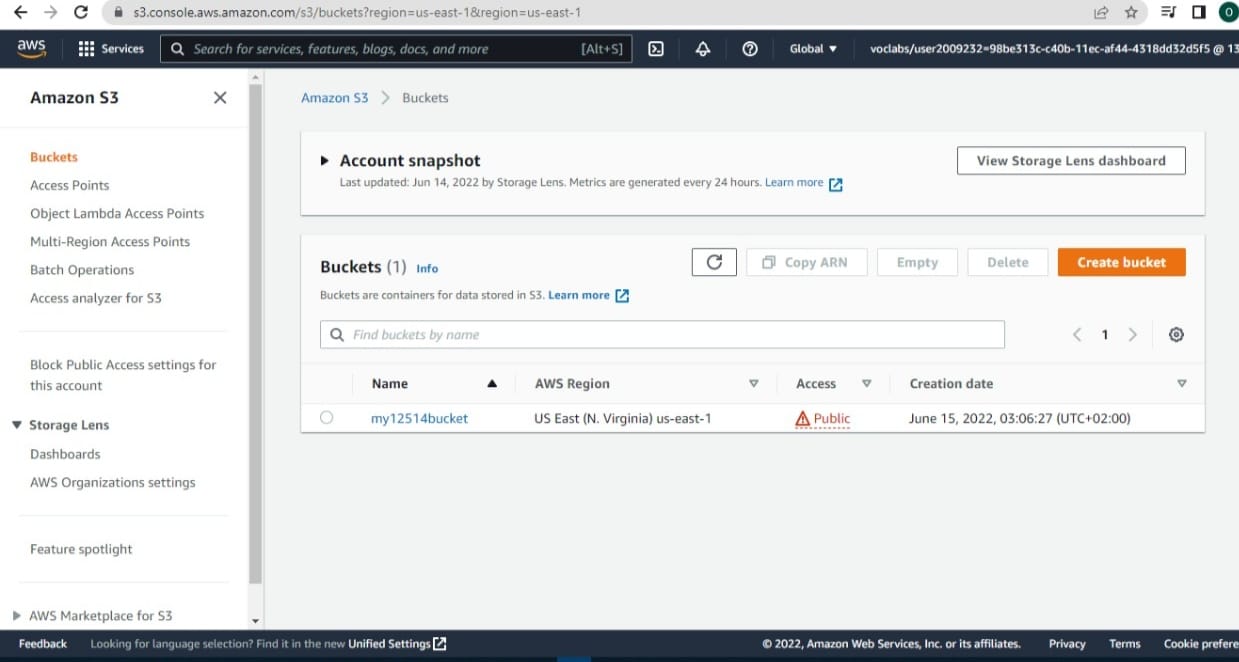 s3.console.aws.amazon.com/s3/buckets?region=us-east-1&region=us-east-1
O
aws
Services
Search for services, features, blogs, docs, and more [Alt+S]
Global
voclabs/user2009232=98be313c-c40b-11ec-af44-4318dd32d5f5 @ 13
Amazon S3
Buckets
Access Points
Object Lambda Access Points
Multi-Region Access Points
Batch Operations
Access analyzer for S3
Block Public Access settings for
this account
Storage Lens
Dashboards
AWS Organizations settings
Feature spotlight
AWS Marketplace for S3
Amazon S3 > Buckets
Account snapshot
View Storage Lens dashboard
Last updated: Jun 14, 2022 by Storage Lens. Metrics are generated every 24 hours. Learn more
Buckets (1) Info
Copy ARN
Empty
Delete
Create bucket
Buckets are containers for data stored in S3. Learn more
Find buckets by name
1
Name AWS Region Access Creation date
my12514bucket US East (N. Virginia) us-east-1 Public June 15, 2022, 03:06:27 (UTC+02:00)
Feedback Looking for language selection? Find it in the new Unified Settings © 2022, Amazon Web Services, Inc. or its affiliates. Privacy Terms Cookie prefere